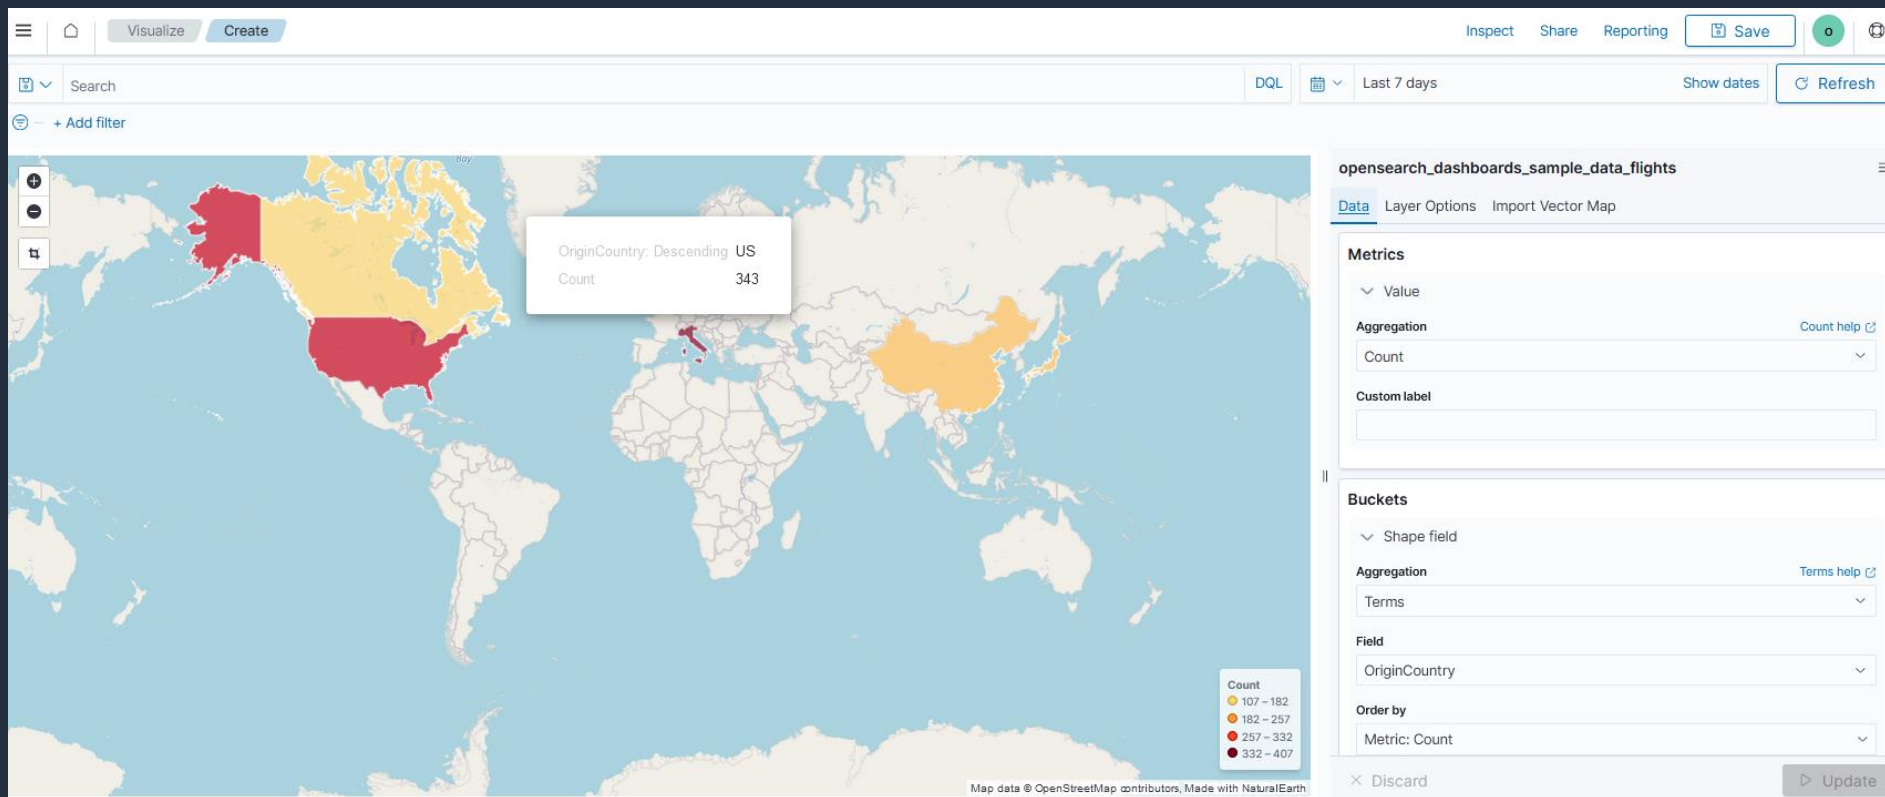 Visualize Create Inspect Share Reporting Save o
Search DQL Last 7 days Show dates Refresh
+ Add filter
Bay
OriginCountry: Descending US
Count 343
Count
107 – 182
182 – 257
257 – 332
332 – 407
Map data © OpenStreetMap contributors, Made with NaturalEarth
opensearch_dashboards_sample_data_flights
Data Layer Options Import Vector Map
Metrics
Value
Aggregation Count help
Count
Custom label
Buckets
Shape field
Aggregation Terms help
Terms
Field
OriginCountry
Order by
Metric: Count
Discard Update